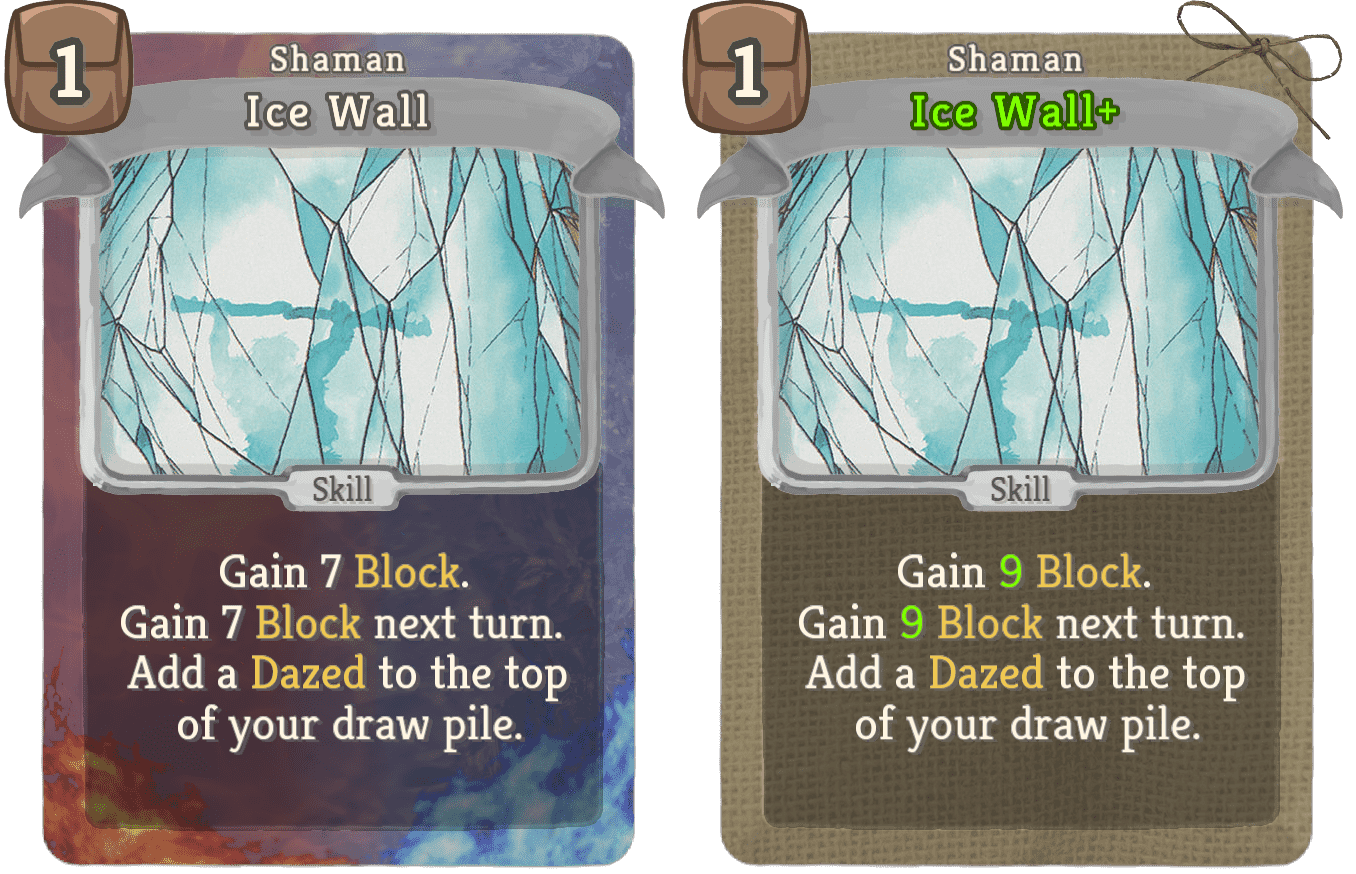 1
Shaman
Ice Wall
Skill
Gain 7 Block.
Gain 7 Block next turn.
Add a Dazed to the top
of your draw pile.
1
Shaman
Ice Wall+
Skill
Gain 9 Block.
Gain 9 Block next turn.
Add a Dazed to the top
of your draw pile.